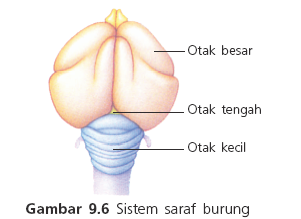 Otak besar
Otak tengah
Otak kecil
Gambar 9.6 Sistem saraf burung